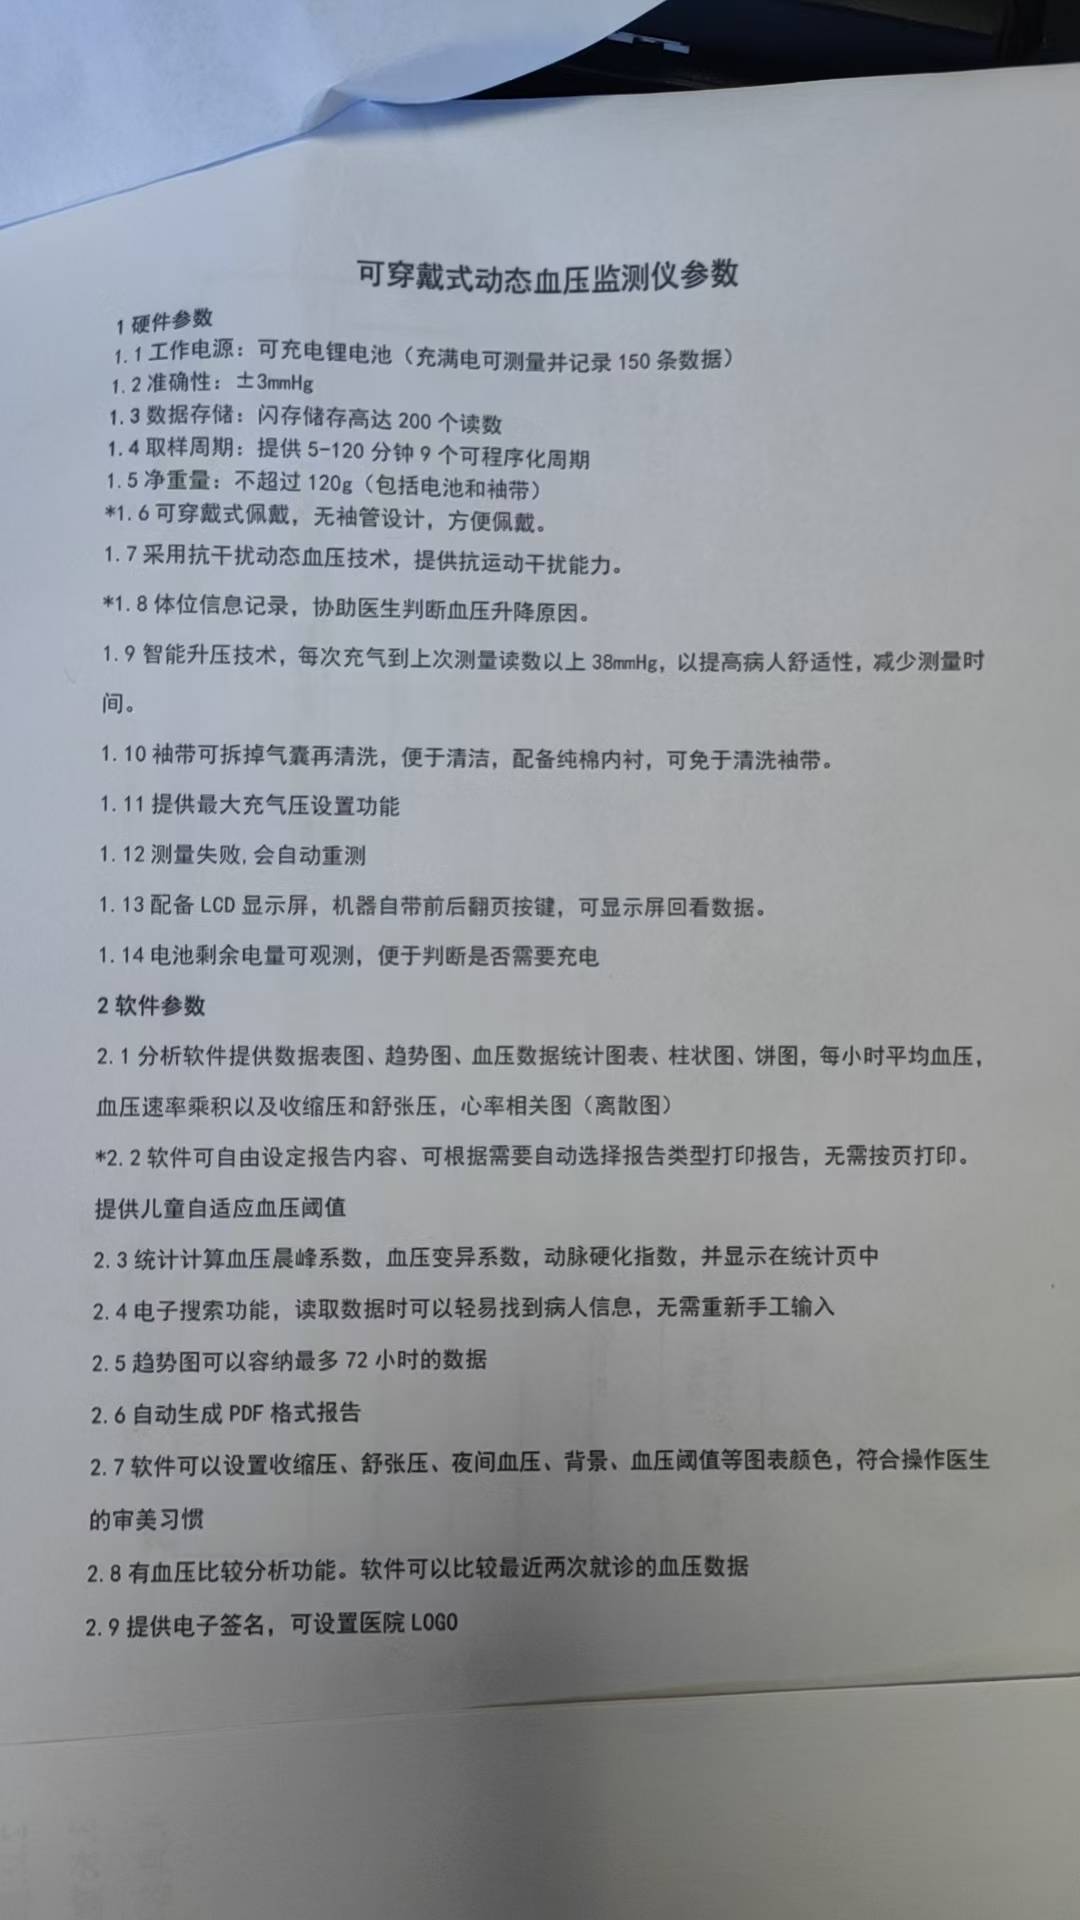 可穿戴式动态血压监测仪参数
1 硬件参数
1.1 工作电源：可充电锂电池（充满电可测量并记录 150 条数据）
1.2 准确性：±3mmHg
1.3 数据存储：闪存储存高达 200 个读数
1.4 取样周期：提供 5-120 分钟 9 个可程序化周期
1.5 净重量：不超过 120g（包括电池和袖带）
*1.6 可穿戴式佩戴，无袖管设计，方便佩戴。
1.7 采用抗干扰动态血压技术，提供抗运动干扰能力。
*1.8 体位信息记录，协助医生判断血压升降原因。
1.9 智能升压技术，每次充气到上次测量读数以上 38mmHg，以提高病人舒适性，减少测量时
间。
1.10 袖带可拆掉气囊再清洗，便于清洁，配备纯棉内衬，可免于清洗袖带。
1.11 提供最大充气压设置功能
1.12 测量失败,会自动重测
1.13 配备 LCD 显示屏，机器自带前后翻页按键，可显示屏回看数据。
1.14 电池剩余电量可观测，便于判断是否需要充电
2 软件参数
2.1 分析软件提供数据表图、趋势图、血压数据统计图表、柱状图、饼图，每小时平均血压，
血压速率乘积以及收缩压和舒张压，心率相关图（离散图）
*2.2 软件可自由设定报告内容、可根据需要自动选择报告类型打印报告，无需按页打印。
提供儿童自适应血压阈值
2.3 统计计算血压晨峰系数，血压变异系数，动脉硬化指数，并显示在统计页中
2.4 电子搜索功能，读取数据时可以轻易找到病人信息，无需重新手工输入
2.5 趋势图可以容纳最多 72 小时的数据
2.6 自动生成 PDF 格式报告
2.7 软件可以设置收缩压、舒张压、夜间血压、背景、血压阈值等图表颜色，符合操作医生
的审美习惯
2.8 有血压比较分析功能。软件可以比较最近两次就诊的血压数据
2.9 提供电子签名，可设置医院 LOGO